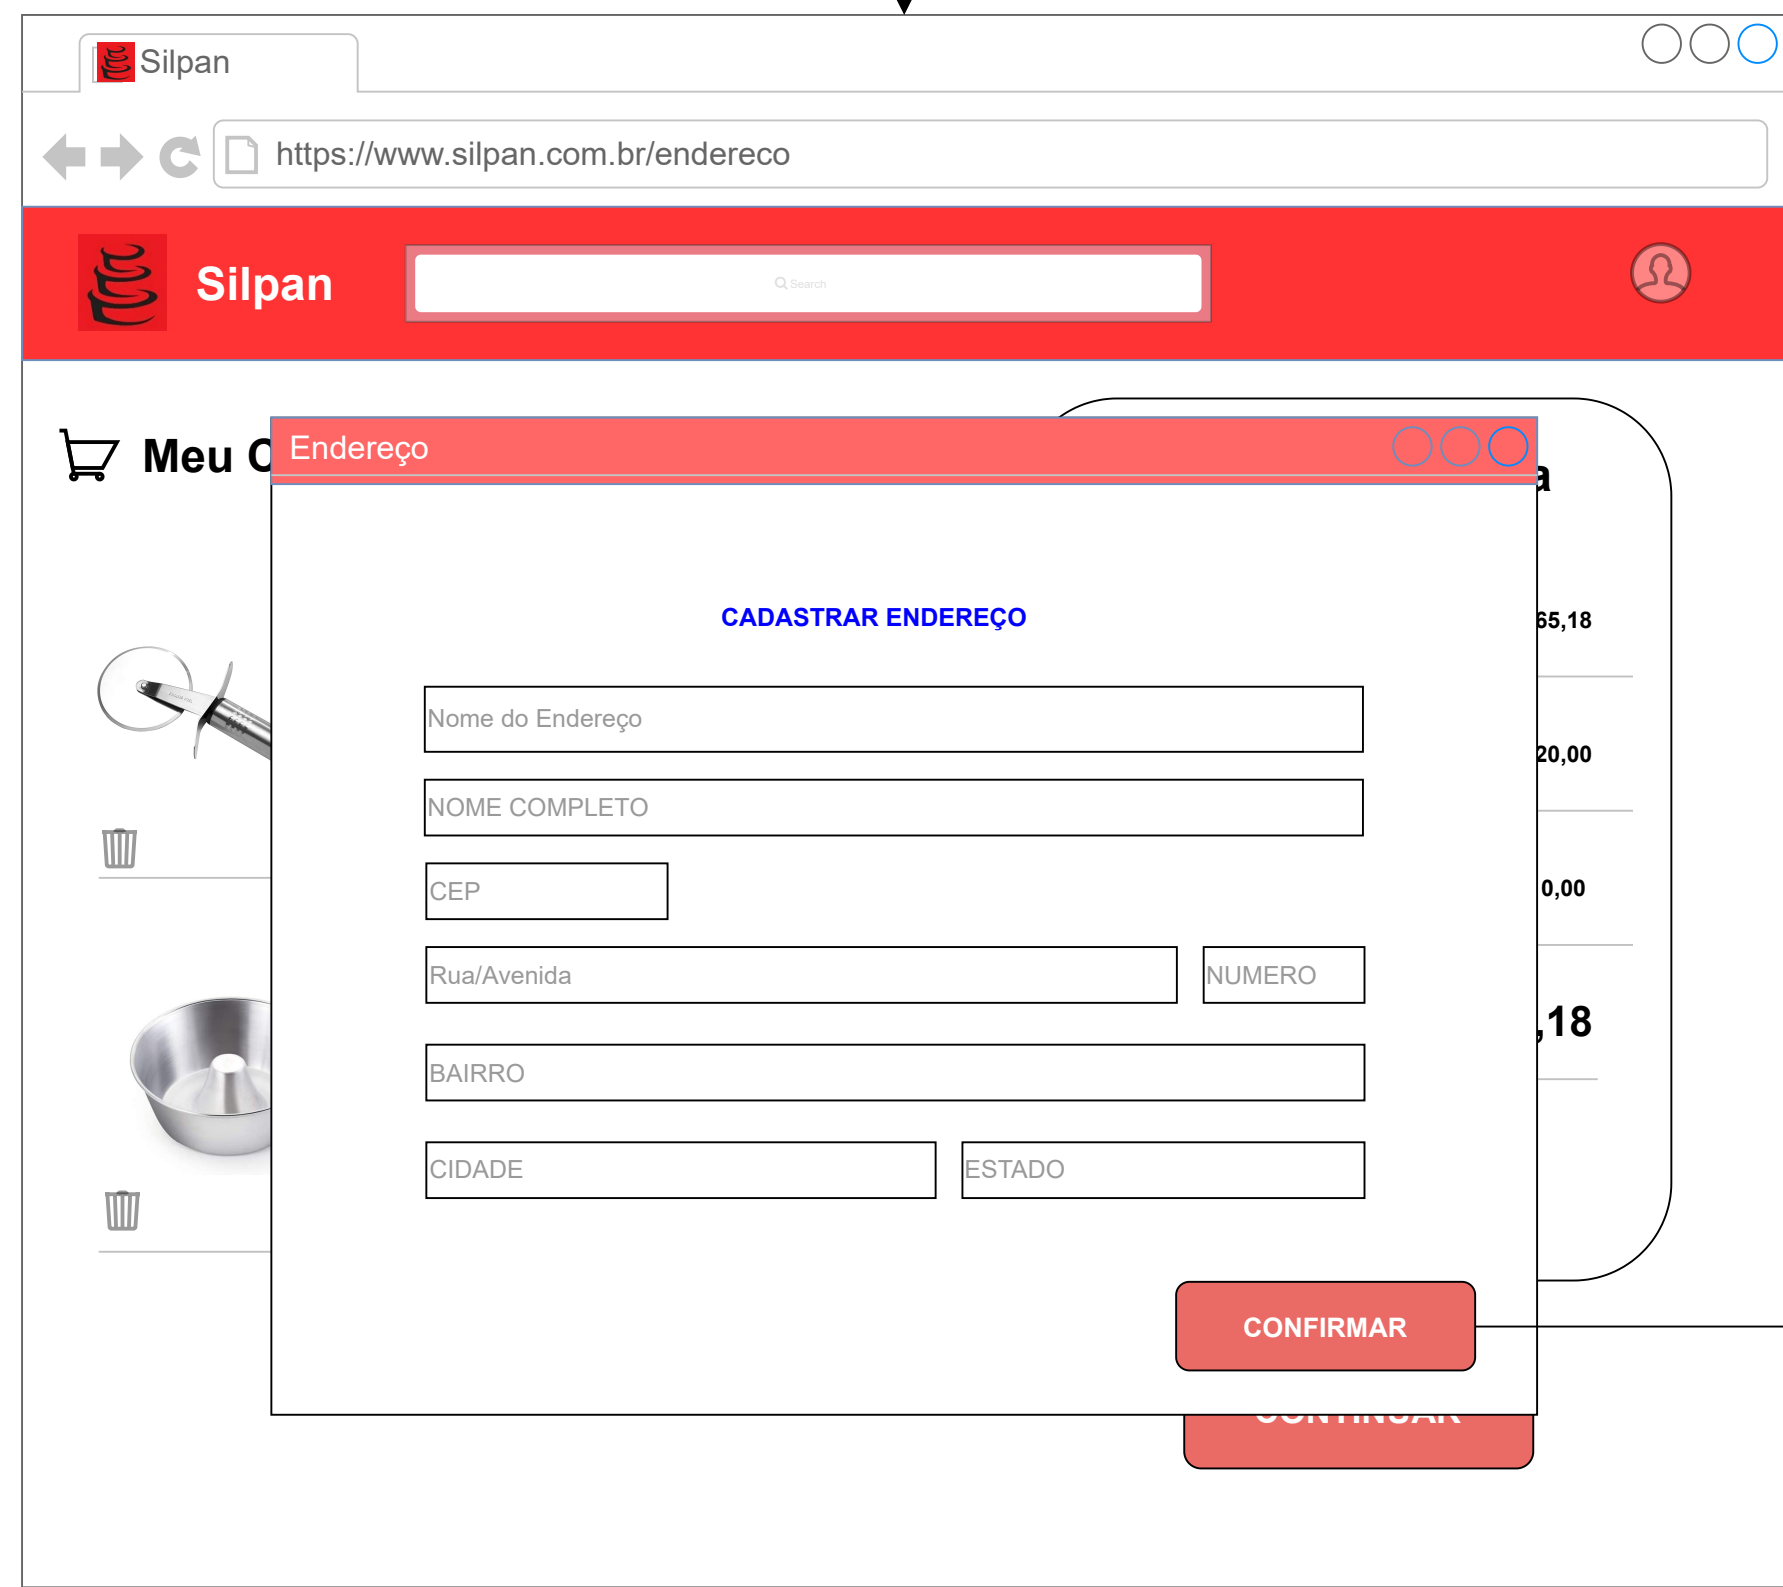 Silpan
https://www.silpan.com.br/endereco
Silpan
Search
Meu
Endereço
CADASTRAR ENDEREÇO
65,18
Nome do Endereço
20,00
NOME COMPLETO
CEP
0,00
Rua/Avenida NUMERO
,18
BAIRRO
CIDADE ESTADO
CONFIRMAR
CONTINUAR